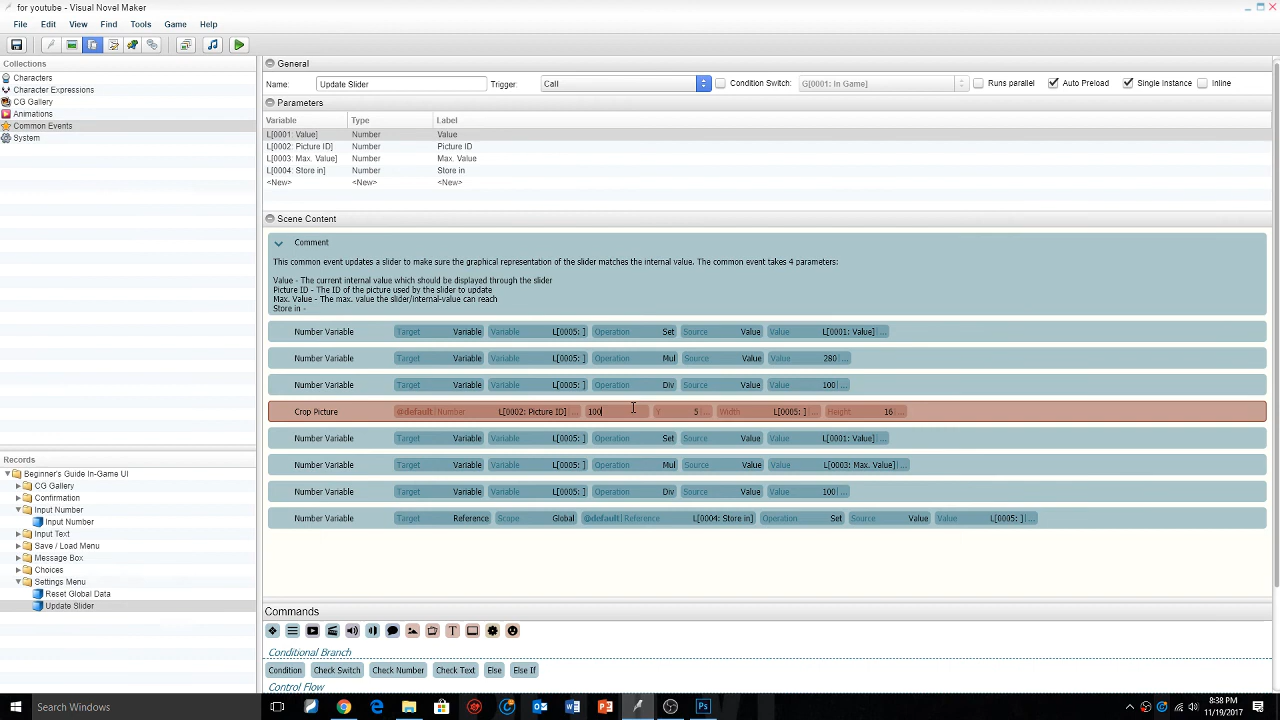 for youtube - Visual Novel Maker
File Edit View Find Tools Game Help
Collections
Characters
Character Expressions
CG Gallery
Animations
Common Events
System
Records
Beginner's Guide In-Game UI
CG Gallery
Confirmation
Input Number
Input Number
Input Text
Save / Load Menu
Message Box
Choices
Settings Menu
Reset Global Data
Update Slider
General
Name: Update Slider Trigger: Call Condition Switch: G[0001: In Game] Runs parallel Auto Preload Single Instance Inline
Parameters
Variable Type Label
L[0001: Value] Number Value
L[0002: Picture ID] Number Picture ID
L[0003: Max. Value] Number Max. Value
L[0004: Store in] Number Store in
<New> <New> <New>
Scene Content
Comment
This common event updates a slider to make sure the graphical representation of the slider matches the internal value. The common event takes 4 parameters:
Value - The current internal value which should be displayed through the slider
Picture ID - The ID of the picture used by the slider to update
Max. Value - The max. value the slider/internal-value can reach
Store in -
Number Variable Target Variable Variable L[0005: ] Operation Set Source Value Value L[0001: Value] ...
Number Variable Target Variable Variable L[0005: ] Operation Mul Source Value Value 280 ...
Number Variable Target Variable Variable L[0005: ] Operation Div Source Value Value 100 ...
Crop Picture @default Number L[0002: Picture ID] ... 100 Y 5 ... Width L[0005: ] ... Height 16 ...
Number Variable Target Variable Variable L[0005: ] Operation Set Source Value Value L[0001: Value] ...
Number Variable Target Variable Variable L[0005: ] Operation Mul Source Value Value L[0003: Max. Value] ...
Number Variable Target Variable Variable L[0005: ] Operation Div Source Value Value 100 ...
Number Variable Target Reference Scope Global @default Reference L[0004: Store in] Operation Set Source Value Value L[0005: ] ...
Commands
Conditional Branch
Condition Check Switch Check Number Check Text Else Else If
Control Flow
Search Windows
8:38 PM
11/19/2017